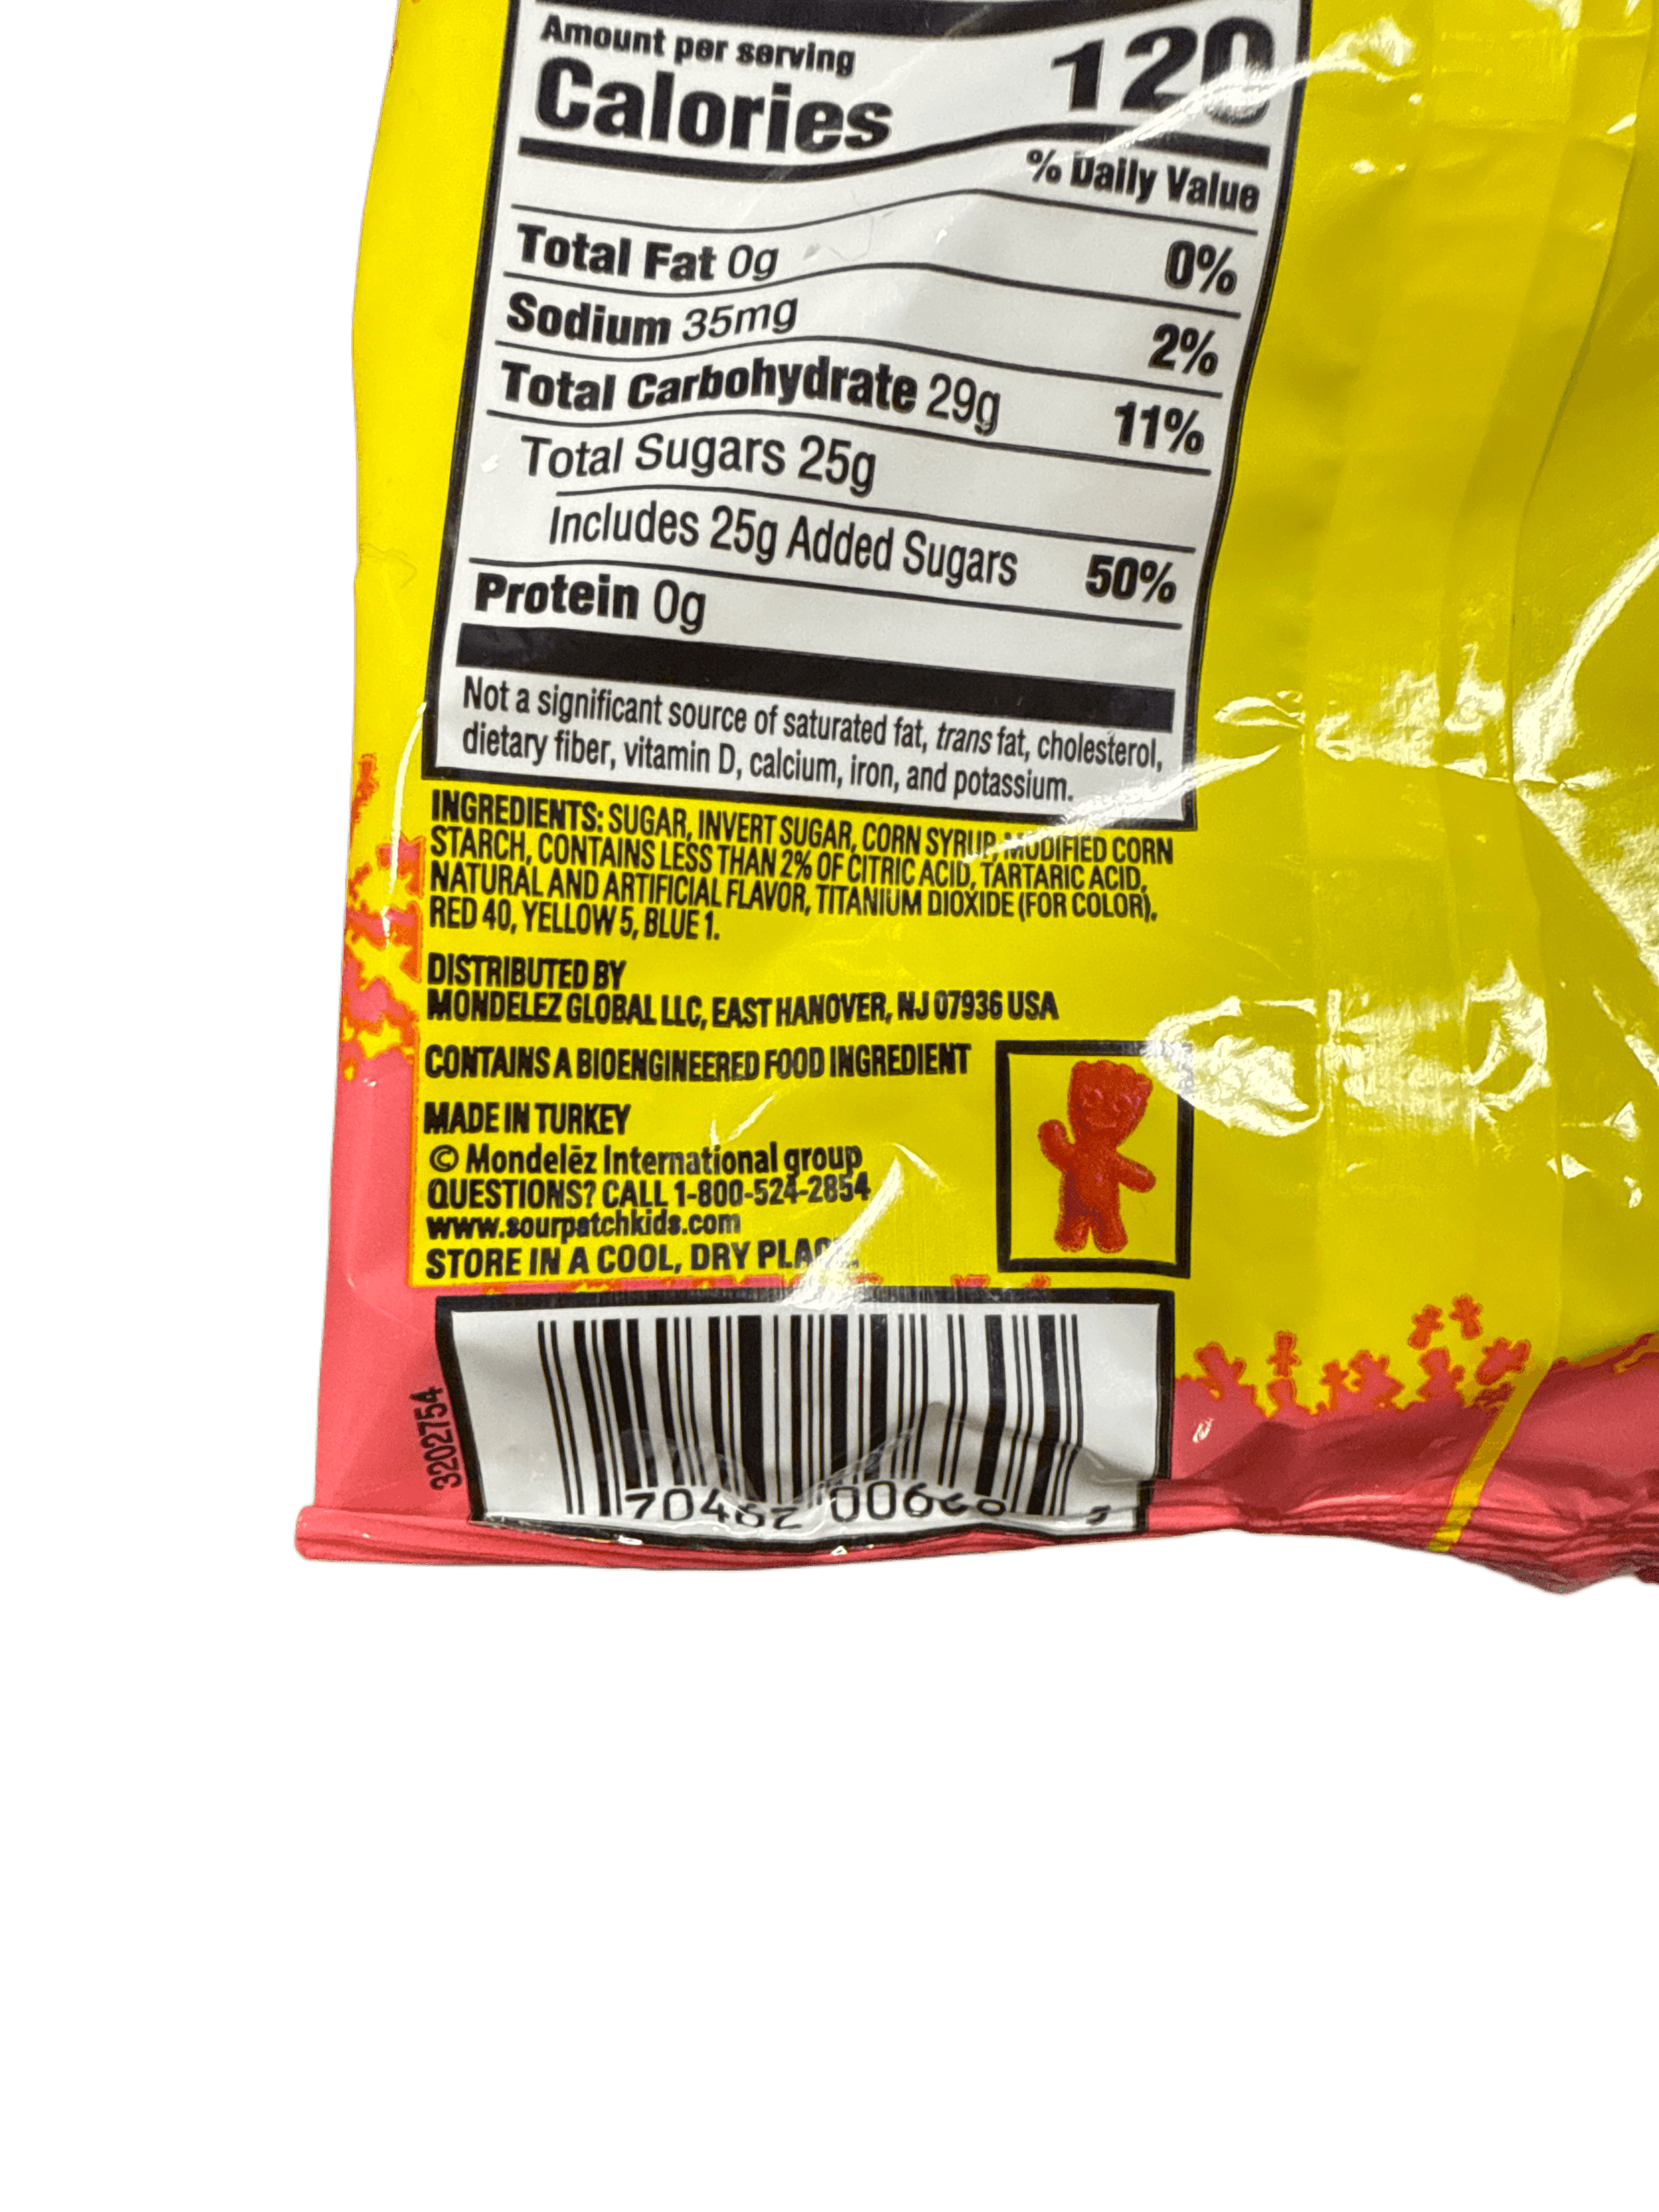 Amount per serving
Calories 120
% Daily Value
Total Fat 0g 0%
Sodium 35mg 2%
Total Carbohydrate 29g 11%
Total Sugars 25g
Includes 25g Added Sugars 50%
Protein 0g
Not a significant source of saturated fat, trans fat, cholesterol,
dietary fiber, vitamin D, calcium, iron, and potassium.
INGREDIENTS: SUGAR, INVERT SUGAR, CORN SYRUP, MODIFIED CORN
STARCH, CONTAINS LESS THAN 2% OF CITRIC ACID, TARTARIC ACID,
NATURAL AND ARTIFICIAL FLAVOR, TITANIUM DIOXIDE (FOR COLOR),
RED 40, YELLOW 5, BLUE 1.
DISTRIBUTED BY
MONDELEZ GLOBAL LLC, EAST HANOVER, NJ 07936 USA
CONTAINS A BIOENGINEERED FOOD INGREDIENT
MADE IN TURKEY
© Mondelēz International group
QUESTIONS? CALL 1-800-524-2854
www.sourpatchkids.com
STORE IN A COOL, DRY PLACE.
3202754